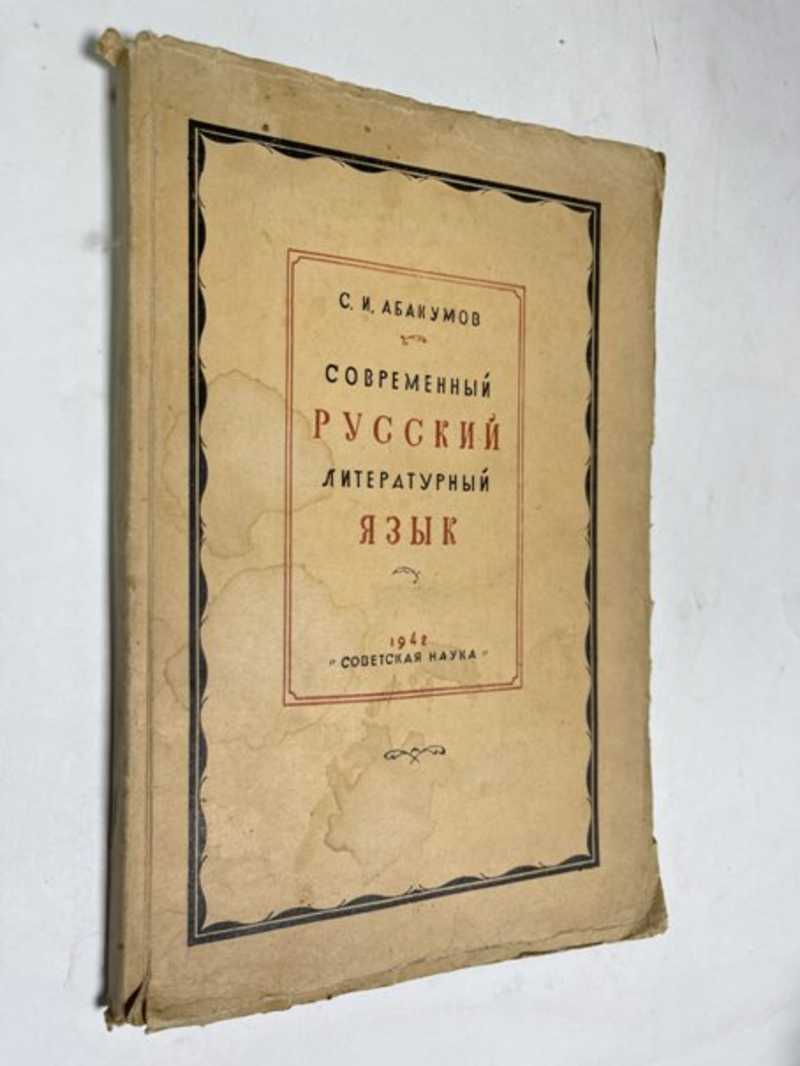 С. И. АБАКУМОВ
СОВРЕМЕННЫЙ
РУССКИЙ
ЛИТЕРАТУРНЫЙ
ЯЗЫК
1942
"СОВЕТСКАЯ НАУКА"